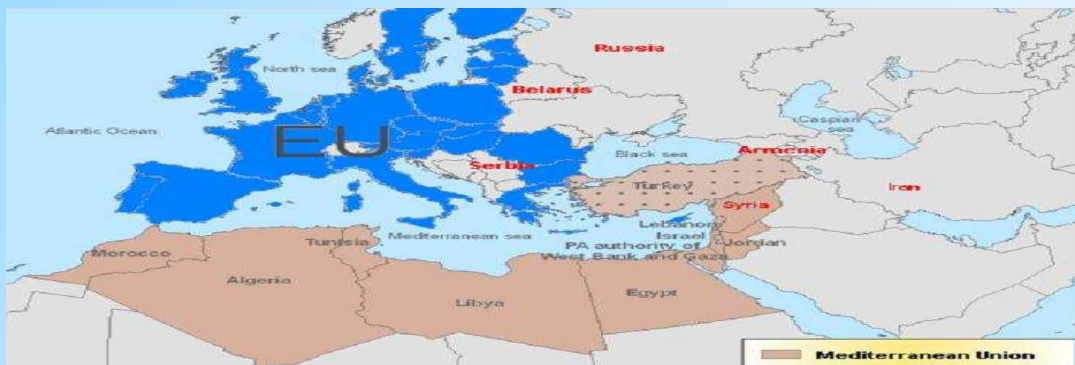 Russia
North sea
Belarus
Atlantic Ocean
Caspian
sea
EU
Black sea
Armenia
Serbia
Turkey
Iran
Syria
Lebanon
Mediterranean sea
Israel
PA authority of
West Bank and Gaza
Jordan
Tunisia
Morocco
Algeria
Libya
Egypt
Mediterranean Union